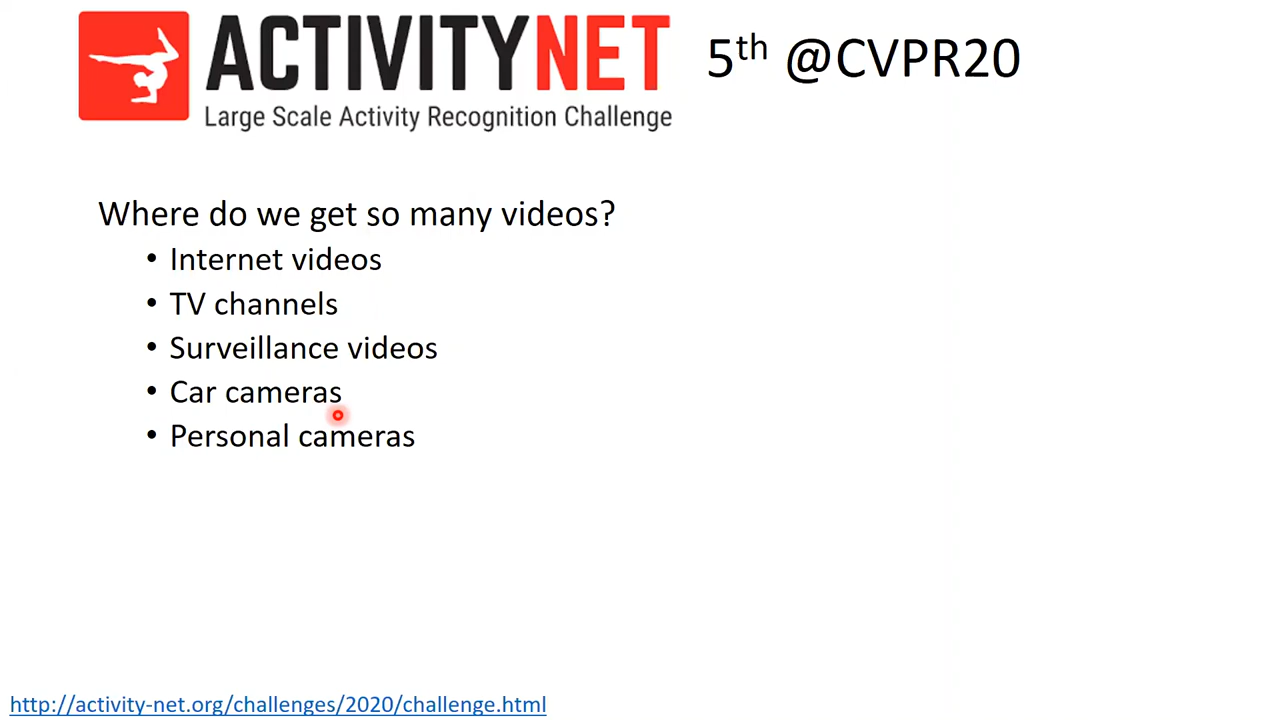 ACTIVITYNET
Large Scale Activity Recognition Challenge
5th @CVPR20
Where do we get so many videos?
• Internet videos
• TV channels
• Surveillance videos
• Car cameras
• Personal cameras
http://activity-net.org/challenges/2020/challenge.html